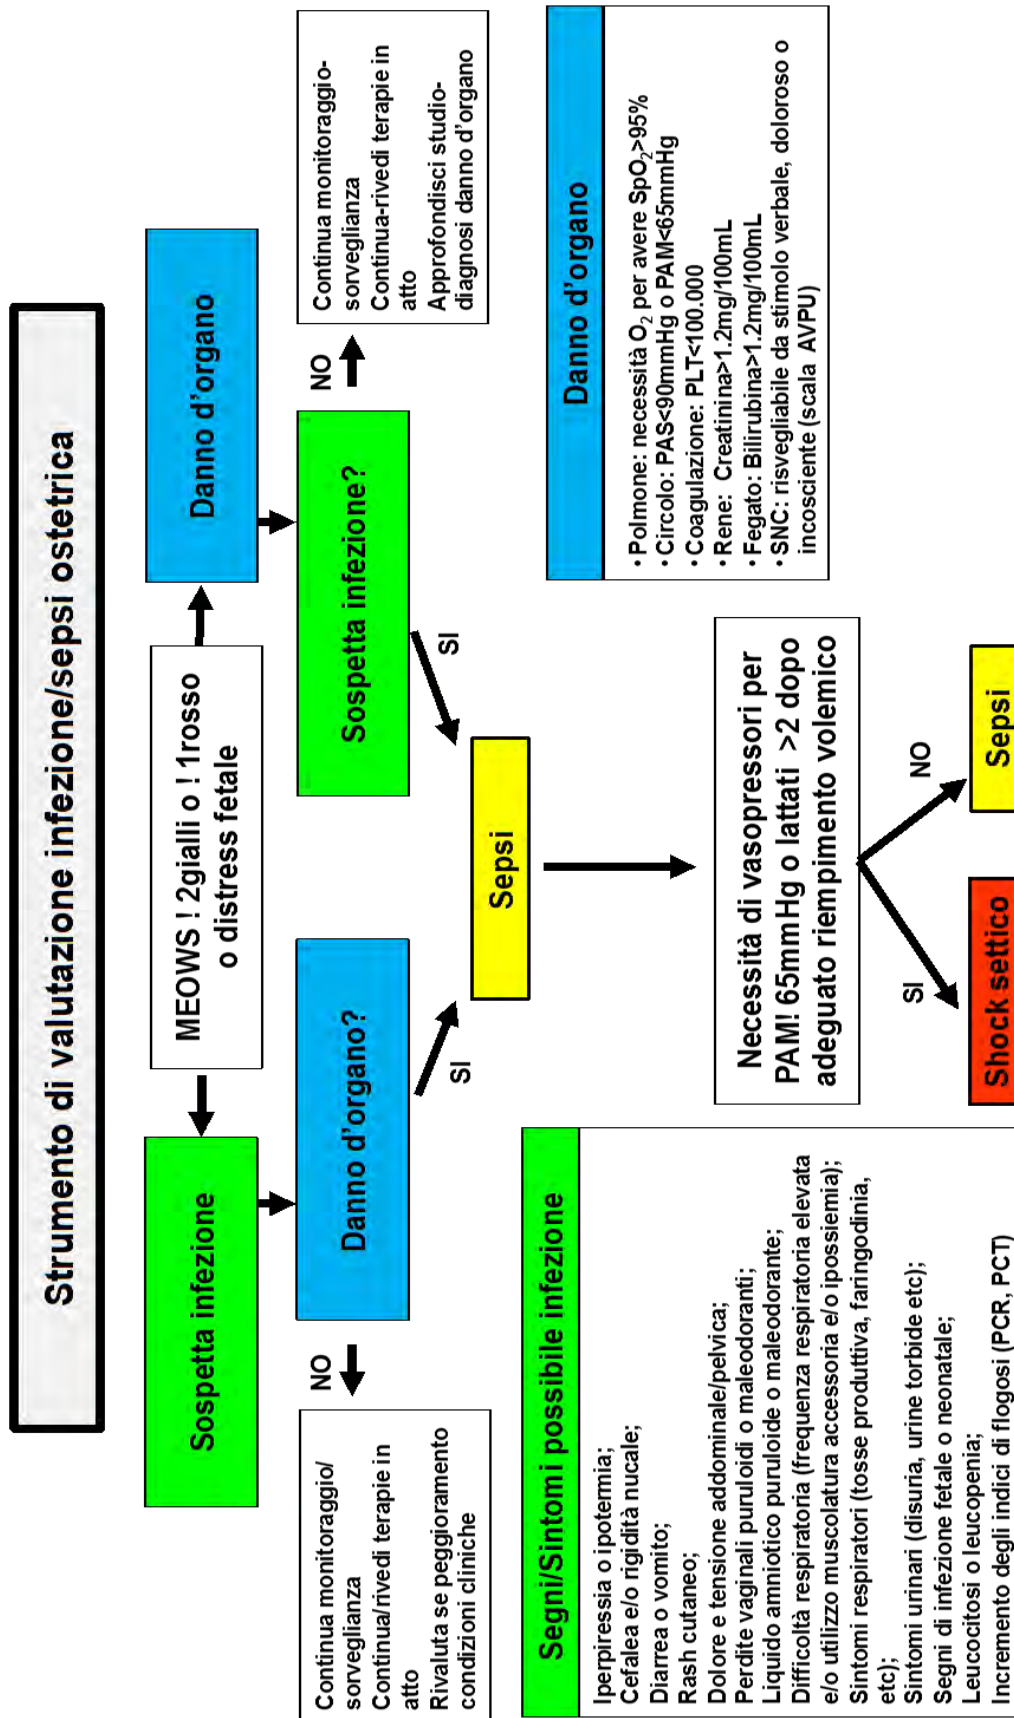 Strumento di valutazione infezione/sepsi ostetrica
MEOWS ! 2gialli o ! 1rosso
o distress fetale
Sospetta infezione
Danno d'organo
Danno d'organo?
Sospetta infezione?
NO
Continua monitoraggio/
sorveglianza
Continua/rivedi terapie in
atto
Rivaluta se peggioramento
condizioni cliniche
NO
Continua monitoraggio-
sorveglianza
Continua-rivedi terapie in
atto
Approfondisci studio-
diagnosi danno d'organo
SI
SI
Sepsi
Necessità di vasopressori per
PAM! 65mmHg o lattati >2 dopo
adeguato riempimento volemico
SI
NO
Shock settico
Sepsi
Segni/Sintomi possibile infezione
Iperpiressia o ipotermia;
Cefalea e/o rigidità nucale;
Diarrea o vomito;
Rash cutaneo;
Dolore e tensione addominale/pelvica;
Perdite vaginali puruloidi o maleodoranti;
Liquido amniotico puruloide o maleodorante;
Difficoltà respiratoria (frequenza respiratoria elevata
e/o utilizzo muscolatura accessoria e/o ipossiemia);
Sintomi respiratori (tosse produttiva, faringodinia,
etc);
Sintomi urinari (disuria, urine torbide etc);
Segni di infezione fetale o neonatale;
Leucocitosi o leucopenia;
Incremento degli indici di flogosi (PCR, PCT)
Danno d'organo
• Polmone: necessità O₂ per avere SpO₂>95%
• Circolo: PAS<90mmHg o PAM<65mmHg
• Coagulazione: PLT<100.000
• Rene: Creatinina>1.2mg/100mL
• Fegato: Bilirubina>1.2mg/100mL
• SNC: risvegliabile da stimolo verbale, doloroso o
incosciente (scala AVPU)